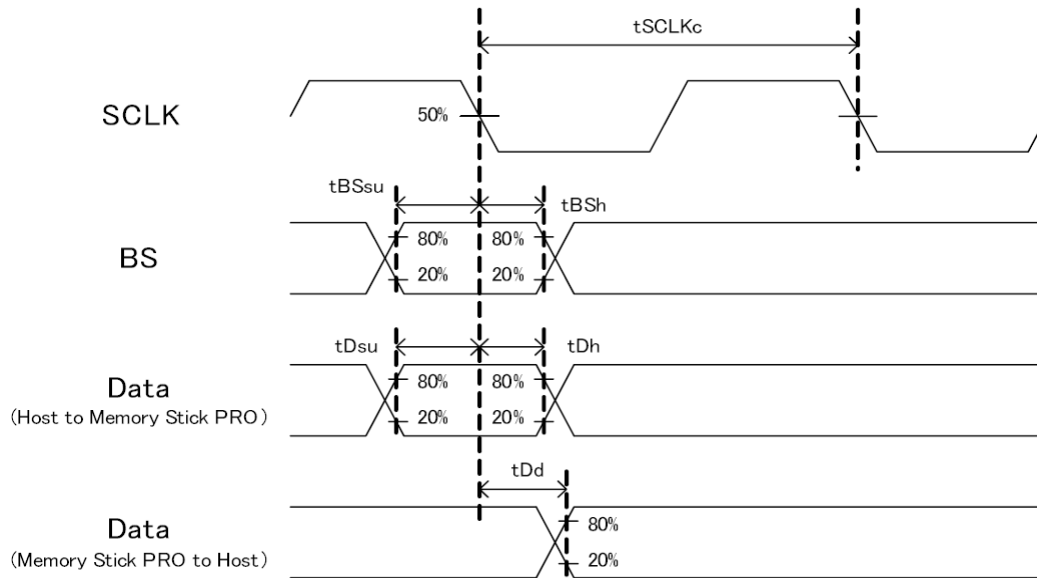 tSCLKc
SCLK
50%
tBSsu
tBSh
BS
80%
80%
20%
20%
tDsu
tDh
Data
80%
80%
(Host to Memory Stick PRO)
20%
20%
tDd
Data
80%
(Memory Stick PRO to Host)
20%